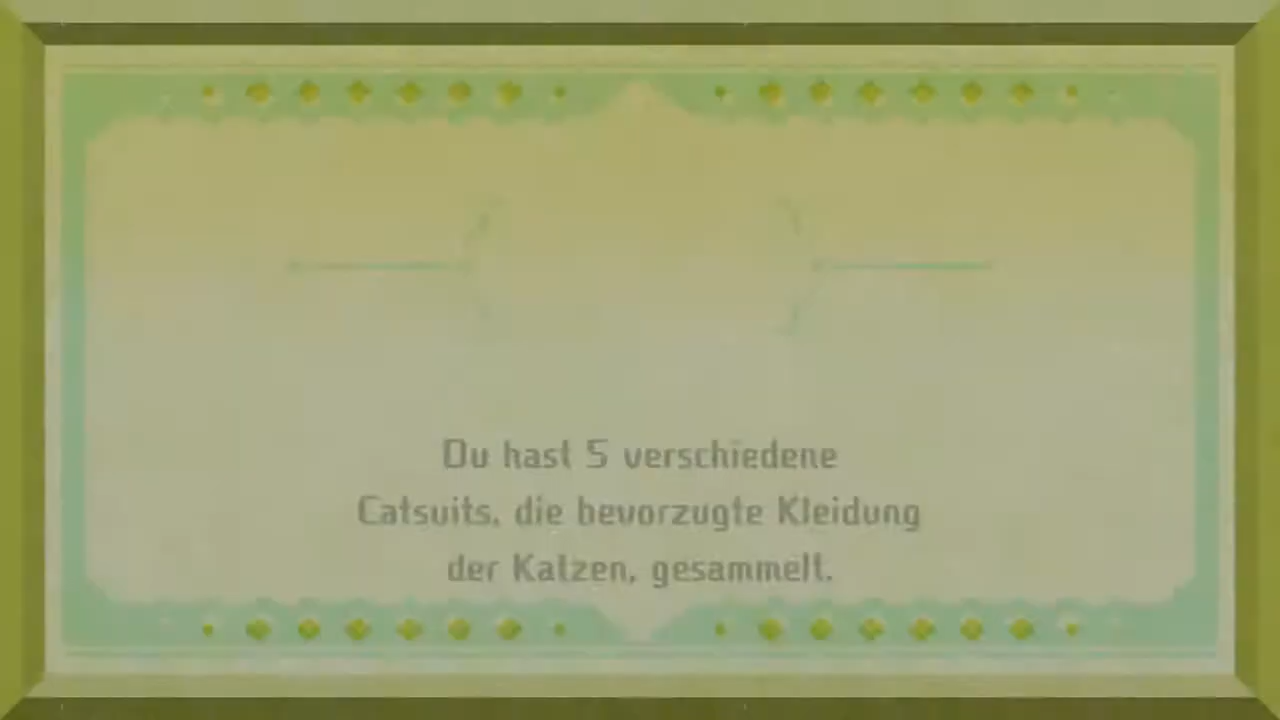 Du hast 5 verschiedene
Catsuits, die bevorzugte Kleidung
der Katzen, gesammelt.